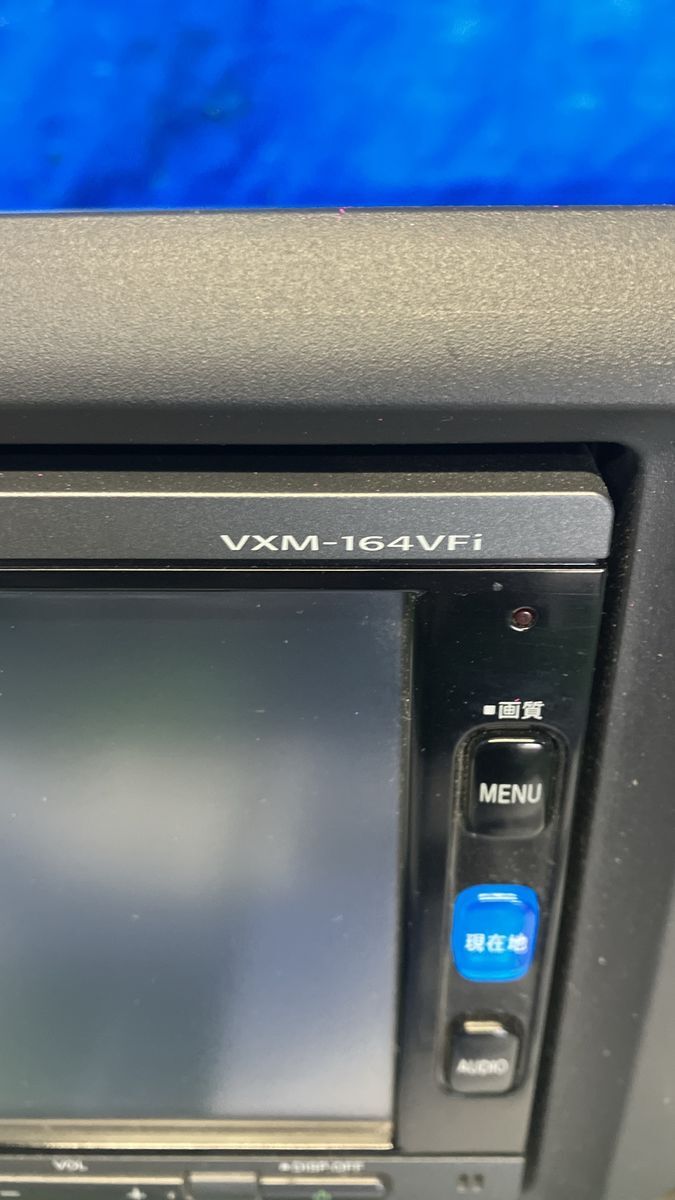 VXM-164VFi
■画質
MENU
現在地
AUDIO
VOL
■DISP OFF
− +